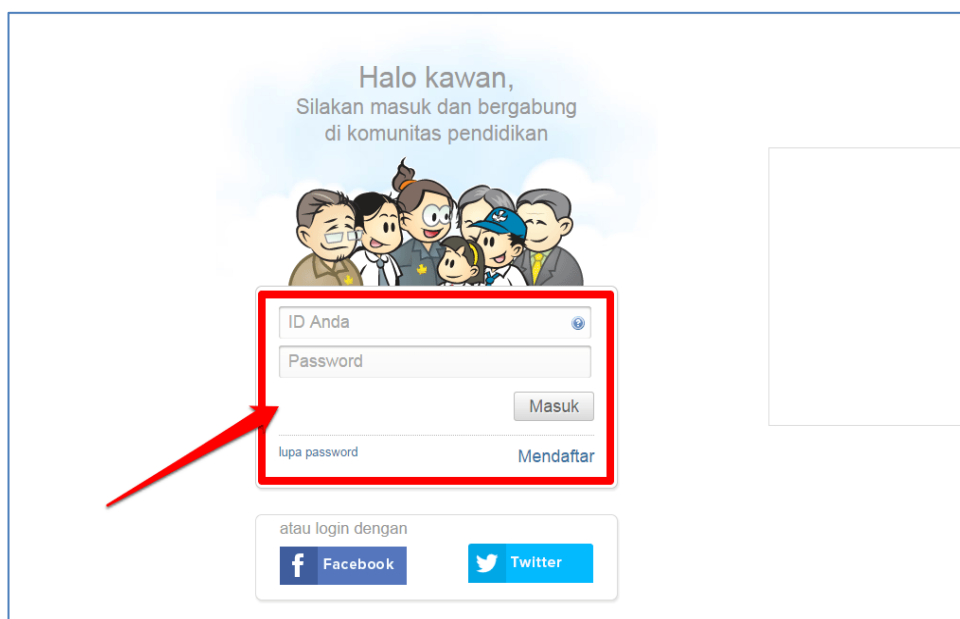 Halo kawan,
Silakan masuk dan bergabung
di komunitas pendidikan
ID Anda
Password
Masuk
lupa password
Mendaftar
atau login dengan
f Facebook
Twitter